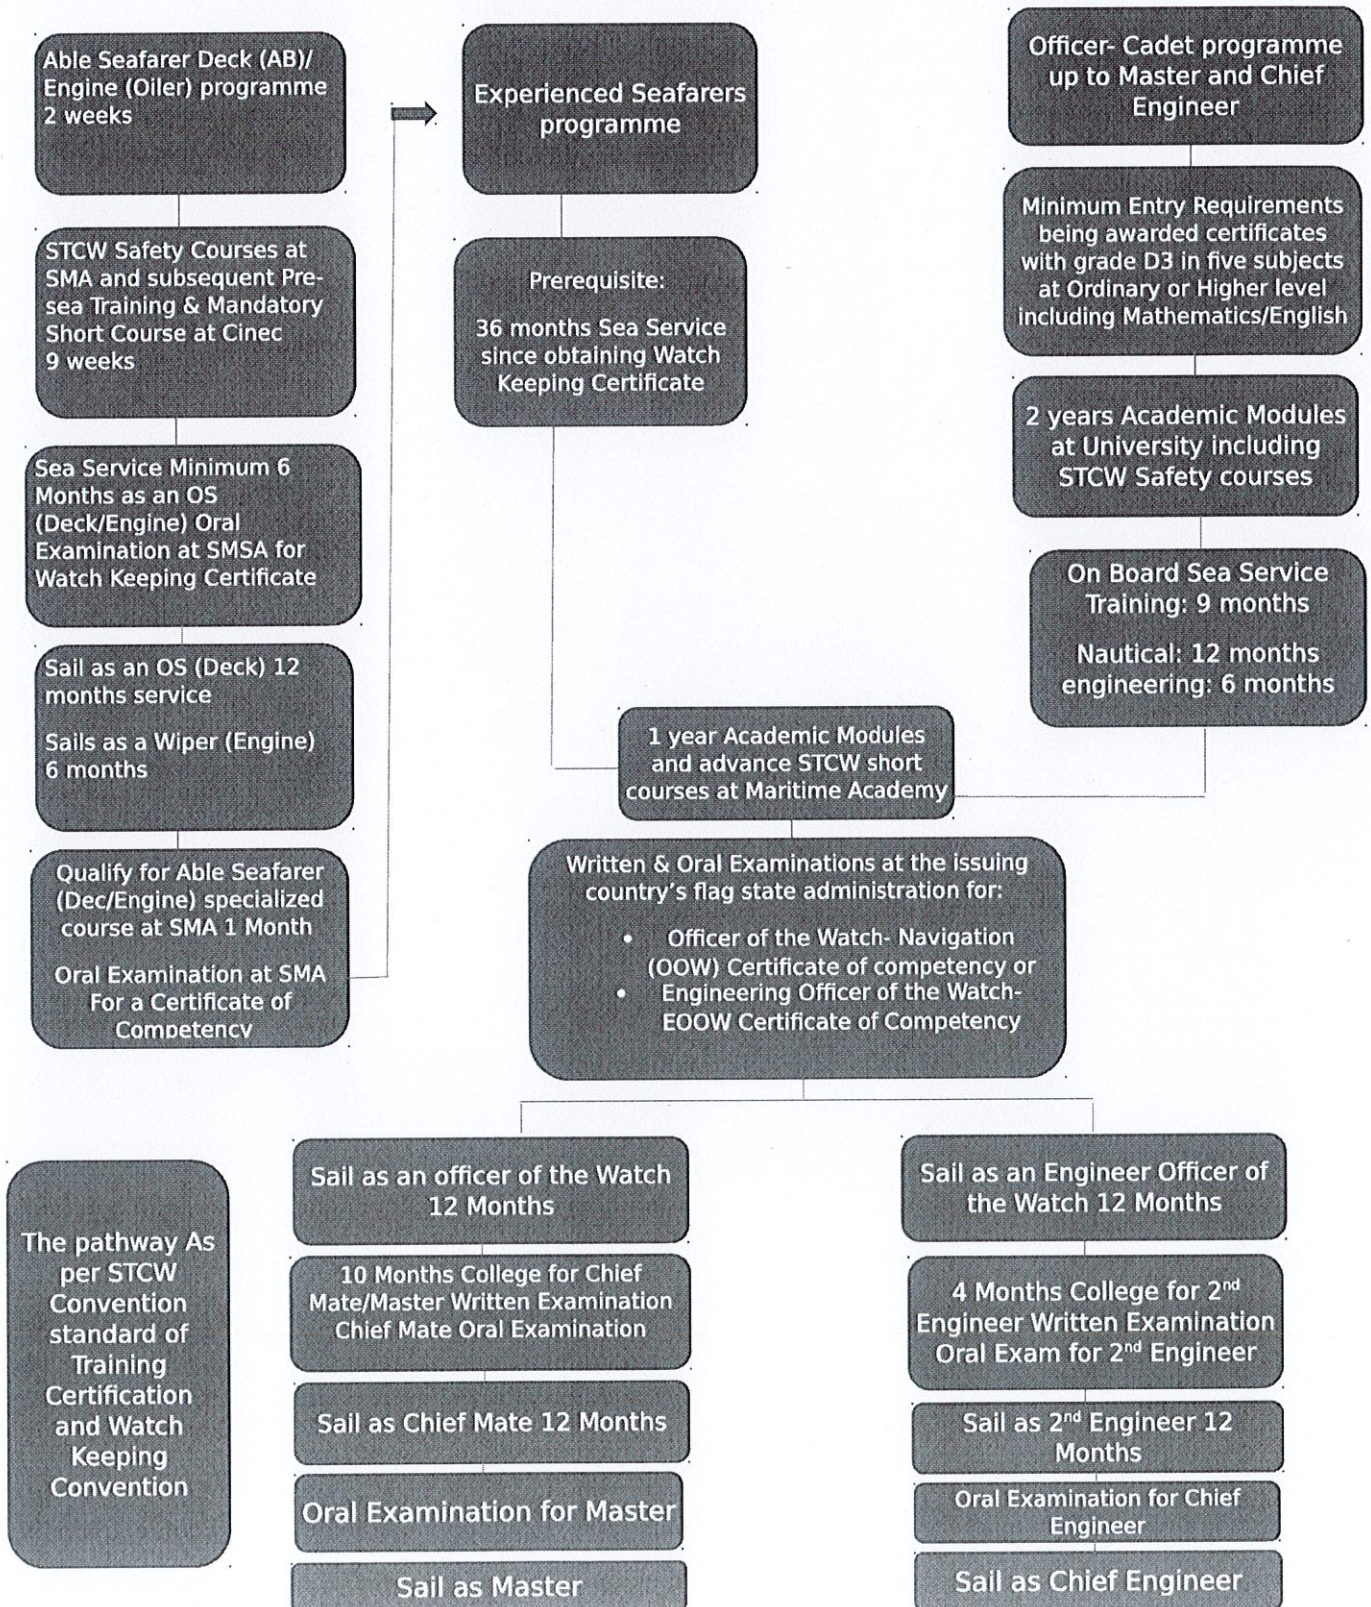 Able Seafarer Deck (AB)/
Engine (Oiler) programme
2 weeks
STCW Safety Courses at
SMA and subsequent Pre-
sea Training & Mandatory
Short Course at Cinec
9 weeks
Sea Service Minimum 6
Months as an OS
(Deck/Engine) Oral
Examination at SMSA for
Watch Keeping Certificate
Sail as an OS (Deck) 12
months service
Sails as a Wiper (Engine)
6 months
Qualify for Able Seafarer
(Dec/Engine) specialized
course at SMA 1 Month
Oral Examination at SMA
For a Certificate of
Competency
Experienced Seafarers
programme
Prerequisite:
36 months Sea Service
since obtaining Watch
Keeping Certificate
Officer- Cadet programme
up to Master and Chief
Engineer
Minimum Entry Requirements
being awarded certificates
with grade D3 in five subjects
at Ordinary or Higher level
including Mathematics/English
2 years Academic Modules
at University including
STCW Safety courses
On Board Sea Service
Training: 9 months
Nautical: 12 months
engineering: 6 months
1 year Academic Modules
and advance STCW short
courses at Maritime Academy
Written & Oral Examinations at the issuing
country's flag state administration for:
• Officer of the Watch- Navigation
(OOW) Certificate of competency or
• Engineering Officer of the Watch-
EOOW Certificate of Competency
The pathway As
per STCW
Convention
standard of
Training
Certification
and Watch
Keeping
Convention
Sail as an officer of the Watch
12 Months
10 Months College for Chief
Mate/Master Written Examination
Chief Mate Oral Examination
Sail as Chief Mate 12 Months
Oral Examination for Master
Sail as Master
Sail as an Engineer Officer of
the Watch 12 Months
4 Months College for 2nd
Engineer Written Examination
Oral Exam for 2nd Engineer
Sail as 2nd Engineer 12
Months
Oral Examination for Chief
Engineer
Sail as Chief Engineer